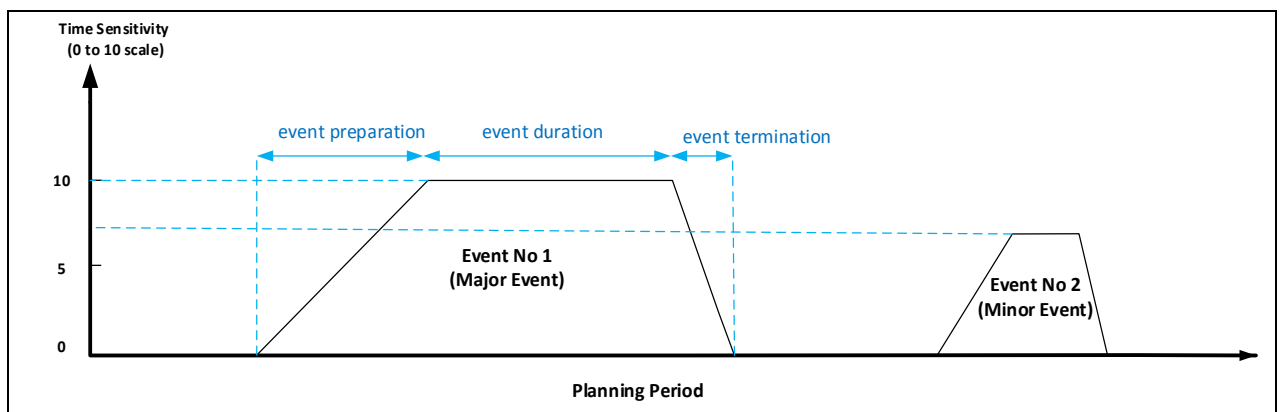 Time Sensitivity
(0 to 10 scale)
event preparation
event duration
event termination
10
5
0
Event No 1
(Major Event)
Event No 2
(Minor Event)
Planning Period